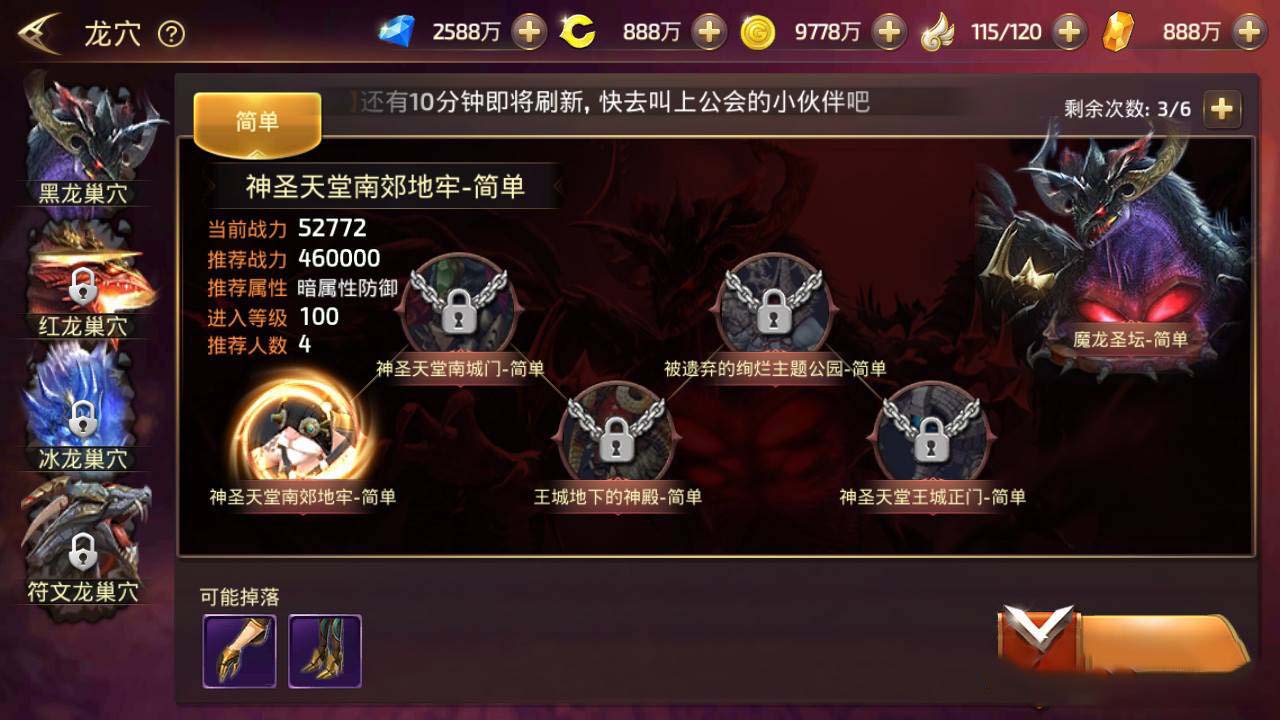 龙穴 ?
2588万
888万
9778万
115/120
888万
简单
还有10分钟即将刷新, 快去叫上公会的小伙伴吧
剩余次数: 3/6
黑龙巢穴
红龙巢穴
冰龙巢穴
符文龙巢穴
神圣天堂南郊地牢-简单
当前战力 52772
推荐战力 460000
推荐属性 暗属性防御
进入等级 100
推荐人数 4
神圣天堂南城门-简单
被遗弃的绚烂主题公园-简单
魔龙圣坛-简单
神圣天堂南郊地牢-简单
王城地下的神殿-简单
神圣天堂王城正门-简单
可能掉落